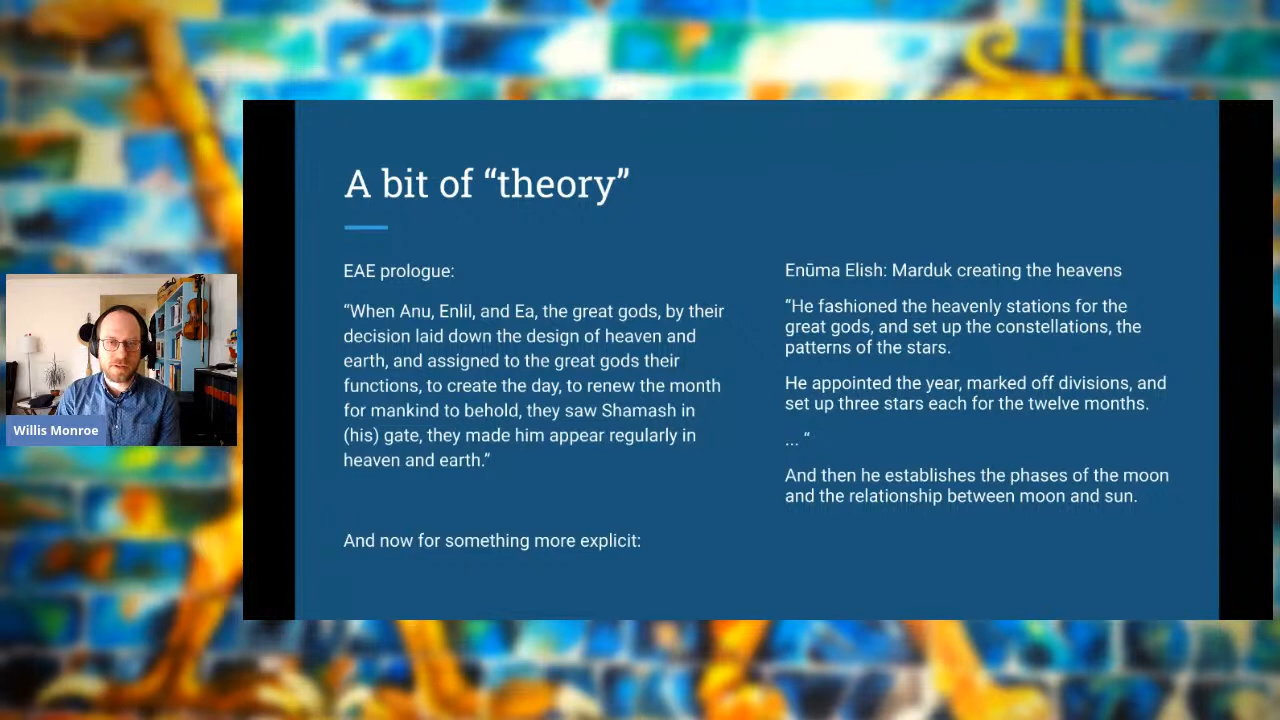 A bit of “theory”
EAE prologue:
“When Anu, Enlil, and Ea, the great gods, by their
decision laid down the design of heaven and
earth, and assigned to the great gods their
functions, to create the day, to renew the month
for mankind to behold, they saw Shamash in
(his) gate, they made him appear regularly in
heaven and earth.”
And now for something more explicit:
Enūma Elish: Marduk creating the heavens
“He fashioned the heavenly stations for the
great gods, and set up the constellations, the
patterns of the stars.
He appointed the year, marked off divisions, and
set up three stars each for the twelve months.
... “
And then he establishes the phases of the moon
and the relationship between moon and sun.
Willis Monroe